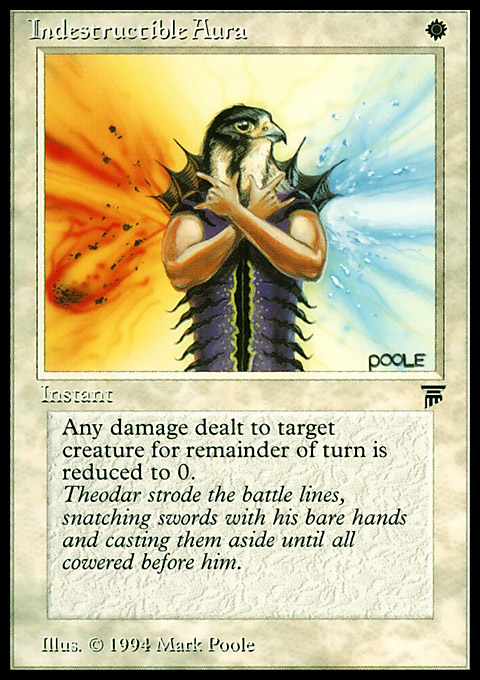 Indestructible Aura
POOLE
Instant
Any damage dealt to target
creature for remainder of turn is
reduced to 0.
Theodar strode the battle lines,
snatching swords with his bare hands
and casting them aside until all
cowered before him.
Illus. © 1994 Mark Poole